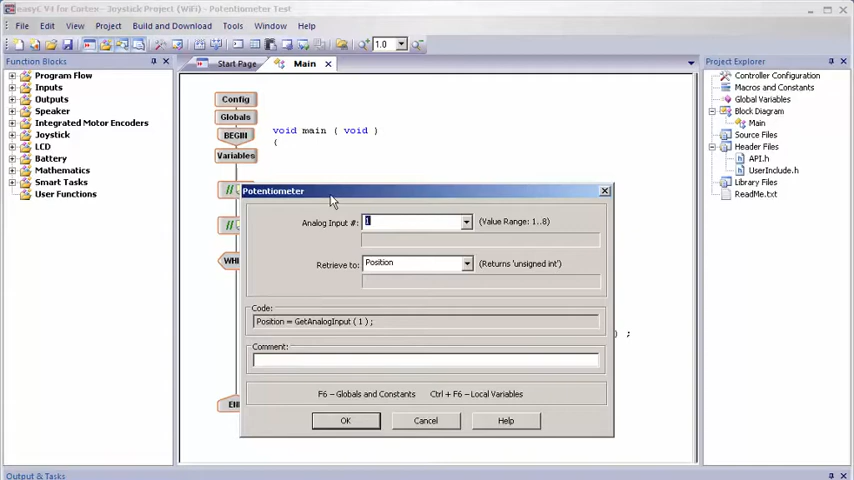 easyC V4 for Cortex- Joystick Project (WiFi) - Potentiometer Test
File Edit View Project Build and Download Tools Window Help
1.0
Function Blocks
Start Page Main
Project Explorer
Program Flow
Inputs
Outputs
Speaker
Integrated Motor Encoders
Joystick
LCD
Battery
Mathematics
Smart Tasks
User Functions
Config
Globals
BEGIN
Variables
//
//
WHI
void main ( void )
{
Potentiometer
Analog Input #: 1 (Value Range: 1..8)
Retrieve to: Position (Returns 'unsigned int')
Code:
Position = GetAnalogInput ( 1 ) ;
Comment:
F6 – Globals and Constants Ctrl + F6 – Local Variables
OK Cancel Help
) ;
Controller Configuration
Macros and Constants
Global Variables
Block Diagram
Main
Source Files
Header Files
API.h
UserInclude.h
Library Files
ReadMe.txt
Output & Tasks